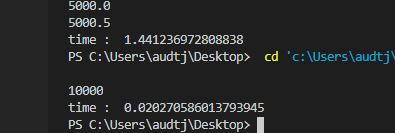 5000.0
5000.5
time :  1.441236972808838
PS C:\Users\audtj\Desktop>  cd 'c:\Users\audtj\
10000
time :  0.020270586013793945
PS C:\Users\audtj\Desktop>